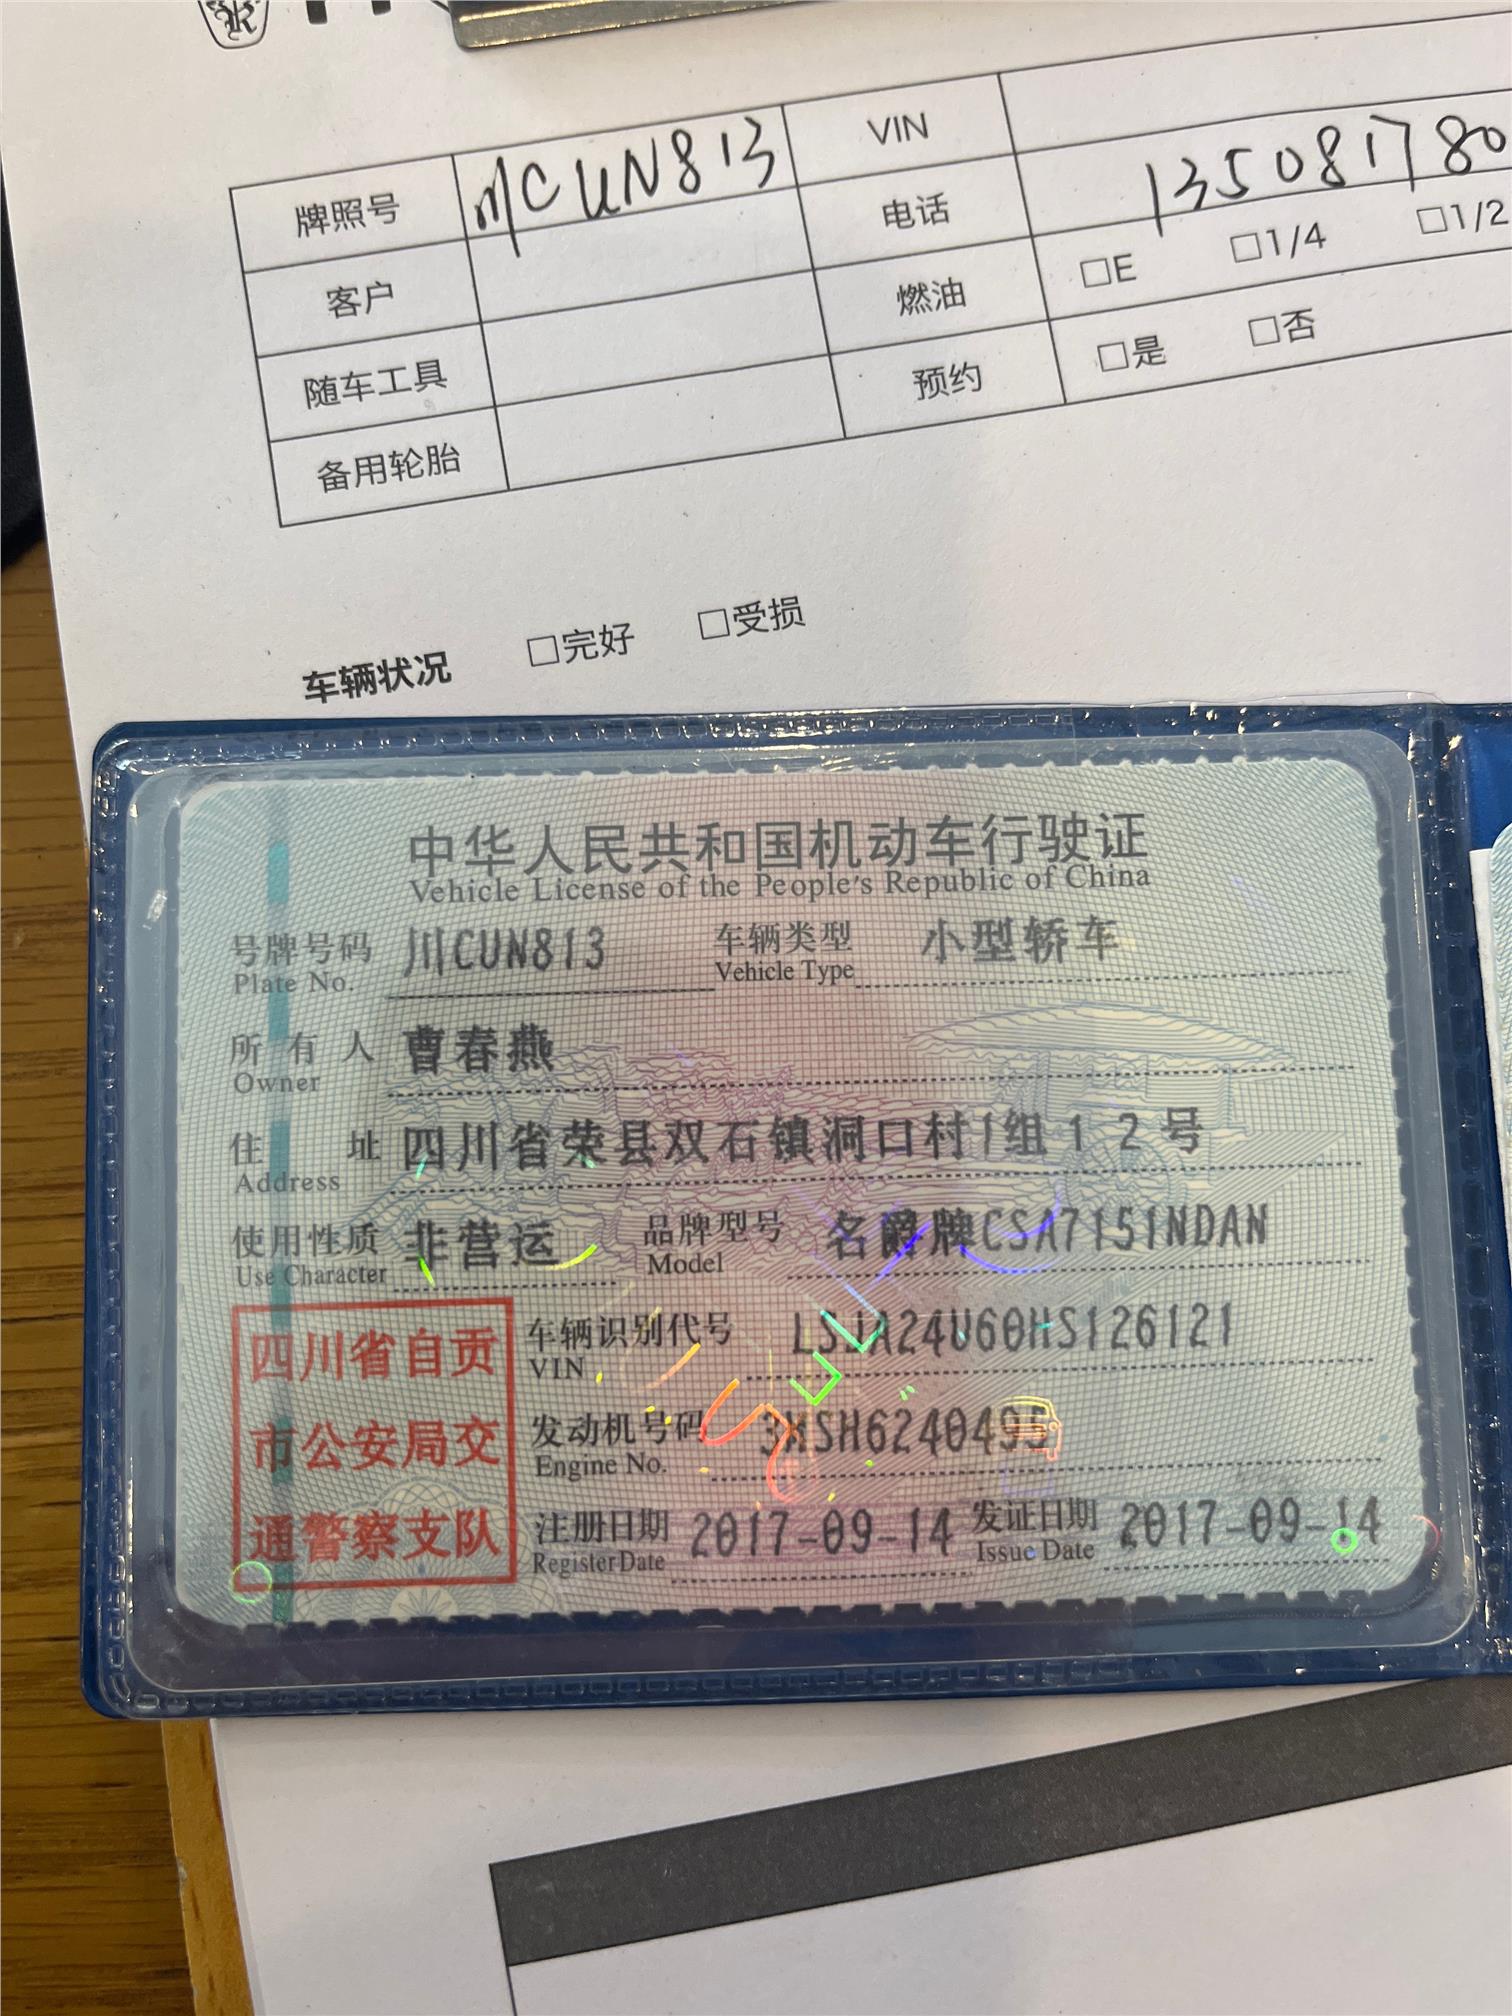 牌照号 川CUN813 VIN
客户 电话 135081780
随车工具 燃油 □E □1/4 □1/2
备用轮胎 预约 □是 □否
车辆状况 □完好 □受损
中华人民共和国机动车行驶证
Vehicle License of the People's Republic of China
号牌号码 川CUN813 车辆类型 小型轿车
Plate No. Vehicle Type
所有人 曹春燕
Owner
住址 四川省荣县双石镇洞口村1组12号
Address
使用性质 非营运 品牌型号 名爵牌CSA7151NDAN
Use Character Model
车辆识别代号 LSJA24U60HS126121
VIN
发动机号码 3XSH6240495
Engine No.
注册日期 2017-09-14 发证日期 2017-09-14
Register Date Issue Date
四川省自贡
市公安局交
通警察支队